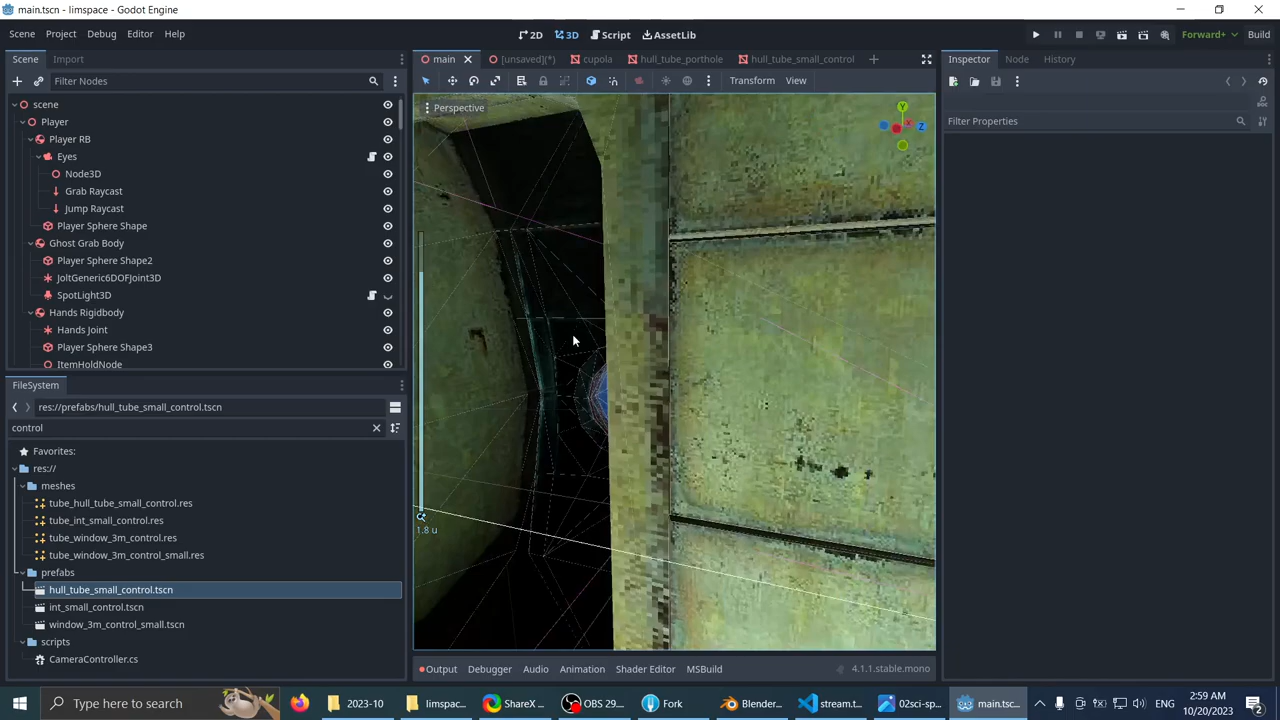 main.tscn - limspace - Godot Engine
Scene Project Debug Editor Help
2D 3D Script AssetLib
Forward+ Build
Scene Import
main [unsaved](*) cupola hull_tube_porthole hull_tube_small_control
Inspector Node History
Filter Nodes
Transform View
Perspective
Filter Properties
scene
Player
Player RB
Eyes
Node3D
Grab Raycast
Jump Raycast
Player Sphere Shape
Ghost Grab Body
Player Sphere Shape2
JoltGeneric6DOFJoint3D
SpotLight3D
Hands Rigidbody
Hands Joint
Player Sphere Shape3
ItemHoldNode
Y
X
Z
1.8 u
FileSystem
res://prefabs/hull_tube_small_control.tscn
control
Favorites:
res://
meshes
tube_hull_tube_small_control.res
tube_int_small_control.res
tube_window_3m_control.res
tube_window_3m_control_small.res
prefabs
hull_tube_small_control.tscn
int_small_control.tscn
window_3m_control_small.tscn
scripts
CameraController.cs
Output Debugger Audio Animation Shader Editor MSBuild
4.1.1.stable.mono
Type here to search
2023-10
limspac...
ShareX ...
OBS 29....
Fork
Blender...
stream.t...
02sci-sp...
main.tsc...
ENG
2:59 AM
10/20/2023
2